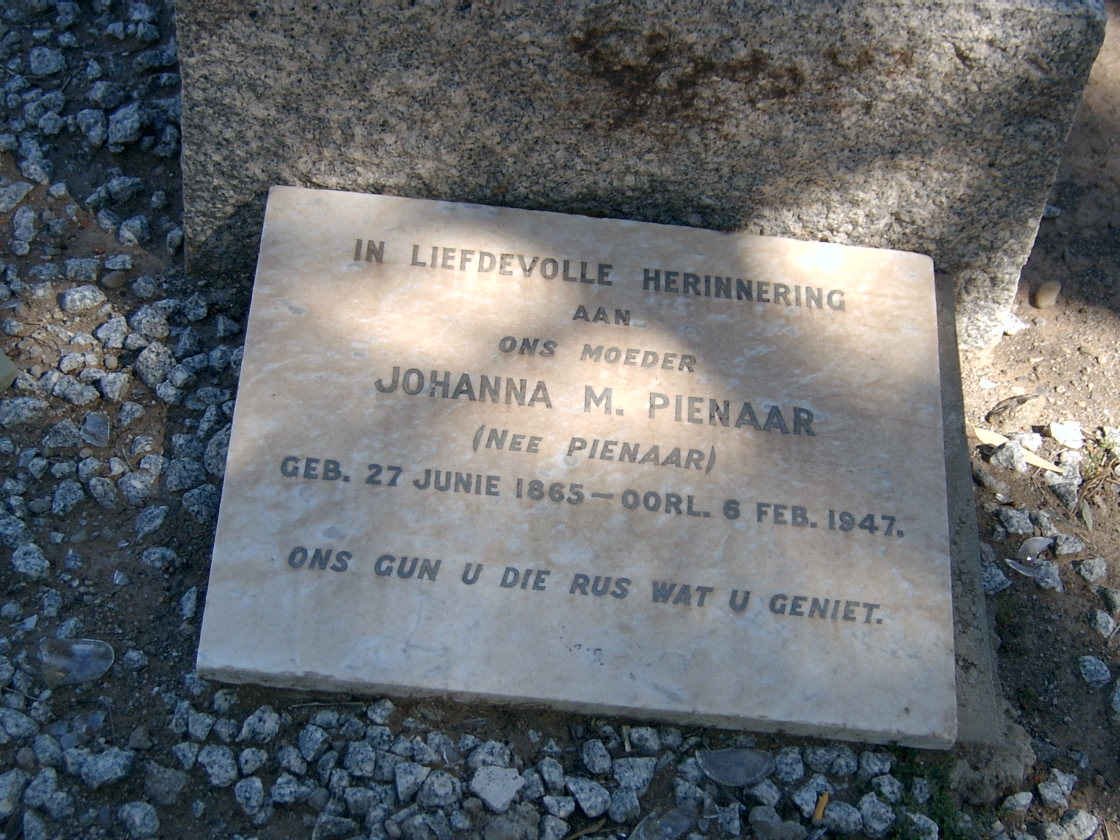 IN LIEFDEVOLLE HERINNERING
AAN
ONS MOEDER
JOHANNA M. PIENAAR
(NEE PIENAAR)
GEB. 27 JUNIE 1865 — OORL. 6 FEB. 1947.
ONS GUN U DIE RUS WAT U GENIET.